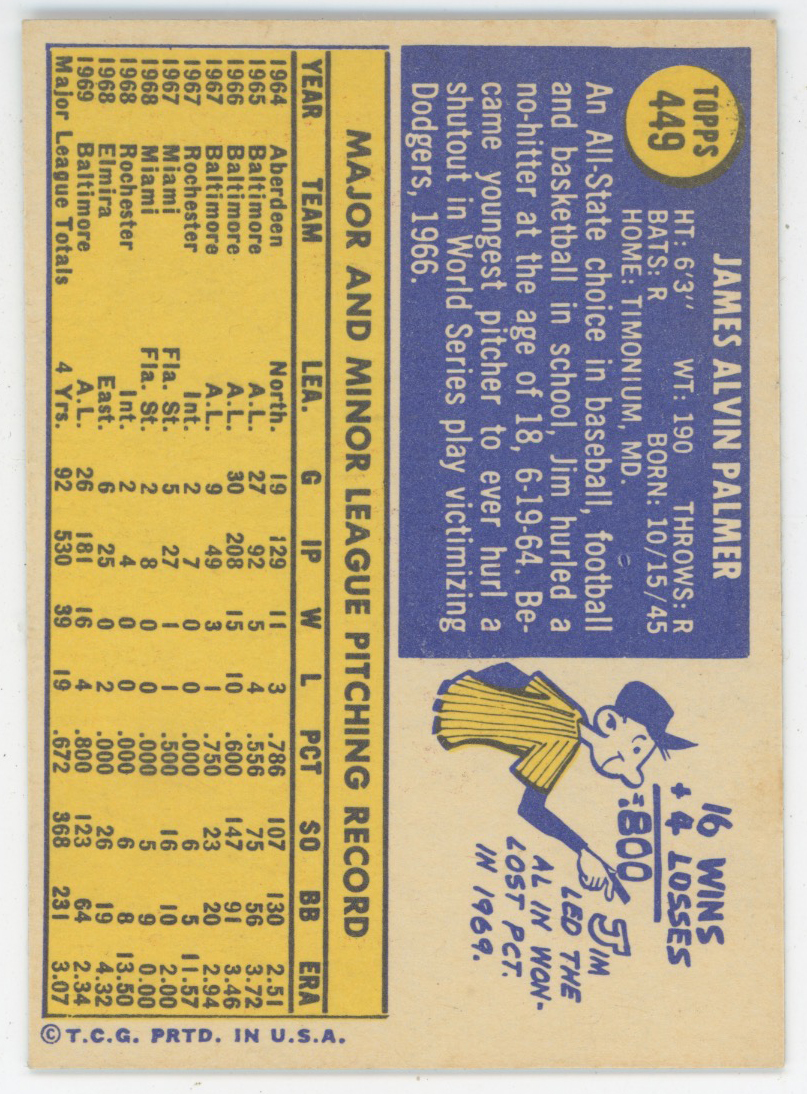 TOPPS
449
JAMES ALVIN PALMER
HT: 6'3" WT: 190 THROWS: R
BATS: R BORN: 10/15/45
HOME: TIMONIUM, MD.
An All-State choice in baseball, football
and basketball in school, Jim hurled a
no-hitter at the age of 18, 6-19-64. Be-
came youngest pitcher to ever hurl a
shutout in World Series play victimizing
Dodgers, 1966.
16 WINS
+ 4 LOSSES
= .800
JIM
LED THE
AL IN WON-
LOST PCT.
IN 1969.
MAJOR AND MINOR LEAGUE PITCHING RECORD
YEAR TEAM LEA. G IP W L PCT SO BB ERA
1964 Aberdeen North. 19 129 11 3 .786 107 130 2.51
1965 Baltimore A.L. 27 92 5 4 .556 75 56 3.72
1966 Baltimore A.L. 30 208 15 10 .600 147 91 3.46
1967 Baltimore A.L. 9 49 3 1 .750 23 20 2.94
1967 Rochester Int. 2 7 0 0 .000 6 5 11.57
1967 Miami Fla. St. 5 27 1 1 .500 16 10 2.00
1968 Miami Fla. St. 2 8 0 0 .000 5 9 0.00
1968 Rochester Int. 2 4 0 0 .000 6 8 13.50
1968 Elmira East. 6 25 0 2 .000 26 19 4.32
1969 Baltimore A.L. 26 181 16 4 .800 123 64 2.34
Major League Totals 4 Yrs. 92 530 39 19 .672 368 231 3.07
© T.C.G. PRTD. IN U.S.A.